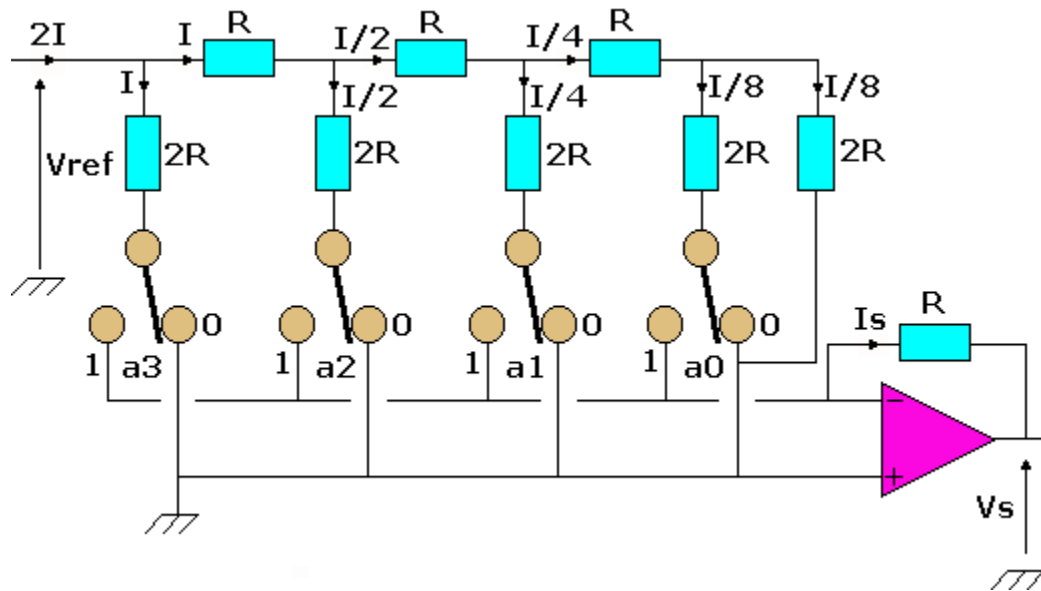 R R R
2I I I/2 I/4
I I/2 I/4 I/8 I/8
Vref 2R 2R 2R 2R 2R
0 0 0 0 R
Is
1 a3 1 a2 1 a1 1 a0
−
+
Vs